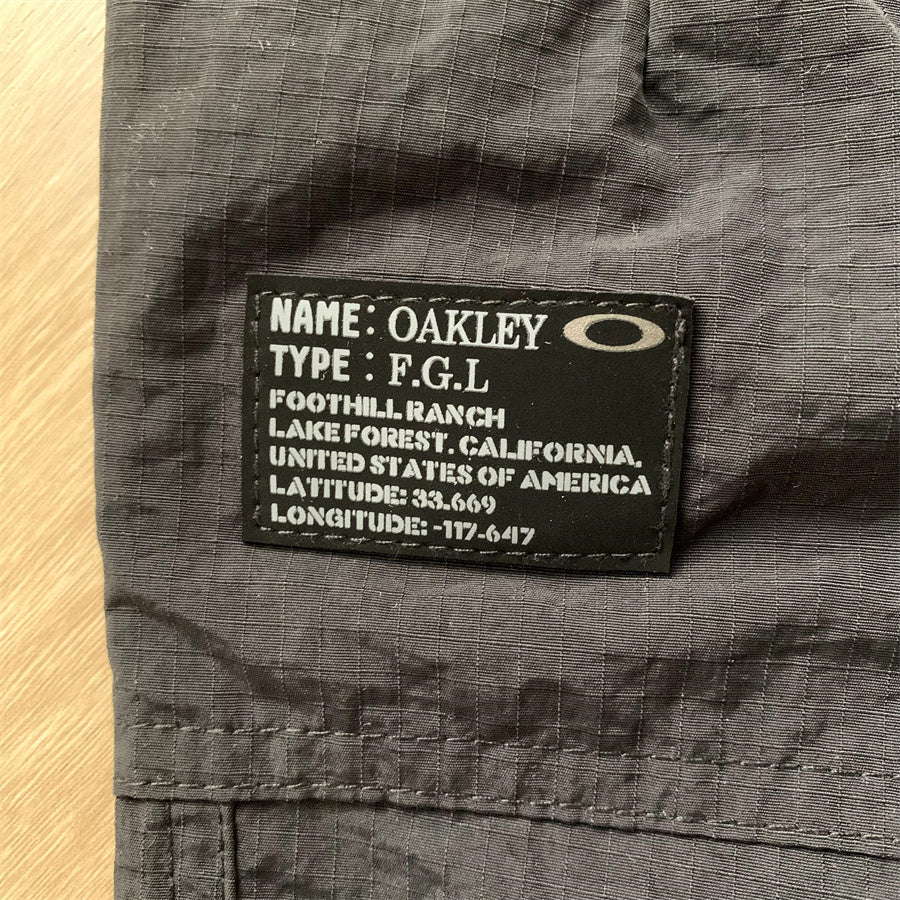 NAME: OAKLEY
TYPE : F.G.L
FOOTHILL RANCH
LAKE FOREST. CALIFORNIA,
UNITED STATES OF AMERICA
LATITUDE: 33.669
LONGITUDE: -117.647